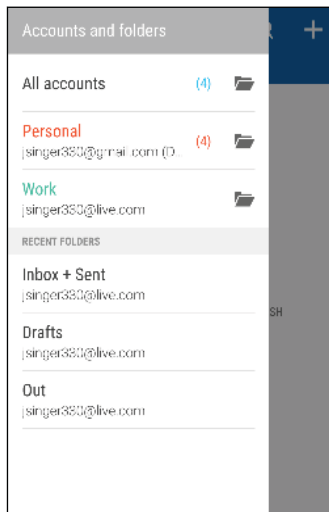 Accounts and folders
All accounts (4)
Personal (4)
jsinger330@gmail.com (D...
Work
jsinger330@live.com
RECENT FOLDERS
Inbox + Sent
jsinger330@live.com
Drafts
jsinger330@live.com
Out
jsinger330@live.com
SH